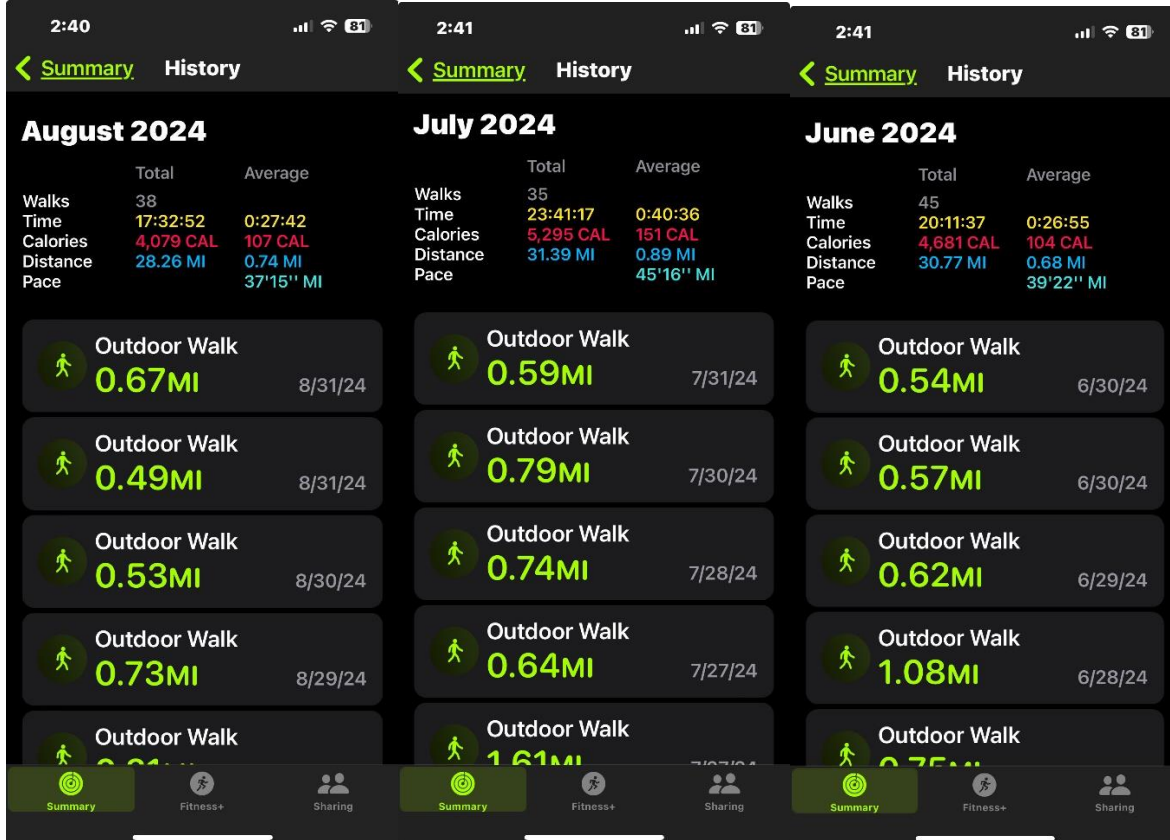 2:40
81
Summary History
August 2024
Total Average
Walks 38
Time 17:32:52 0:27:42
Calories 4,079 CAL 107 CAL
Distance 28.26 MI 0.74 MI
Pace 37'15'' MI
Outdoor Walk
0.67MI 8/31/24
Outdoor Walk
0.49MI 8/31/24
Outdoor Walk
0.53MI 8/30/24
Outdoor Walk
0.73MI 8/29/24
Outdoor Walk
Summary Fitness+ Sharing
2:41
81
Summary History
July 2024
Total Average
Walks 35
Time 23:41:17 0:40:36
Calories 5,295 CAL 151 CAL
Distance 31.39 MI 0.89 MI
Pace 45'16'' MI
Outdoor Walk
0.59MI 7/31/24
Outdoor Walk
0.79MI 7/30/24
Outdoor Walk
0.74MI 7/28/24
Outdoor Walk
0.64MI 7/27/24
Outdoor Walk
1.61MI
Summary Fitness+ Sharing
2:41
81
Summary History
June 2024
Total Average
Walks 45
Time 20:11:37 0:26:55
Calories 4,681 CAL 104 CAL
Distance 30.77 MI 0.68 MI
Pace 39'22'' MI
Outdoor Walk
0.54MI 6/30/24
Outdoor Walk
0.57MI 6/30/24
Outdoor Walk
0.62MI 6/29/24
Outdoor Walk
1.08MI 6/28/24
Outdoor Walk
Summary Fitness+ Sharing